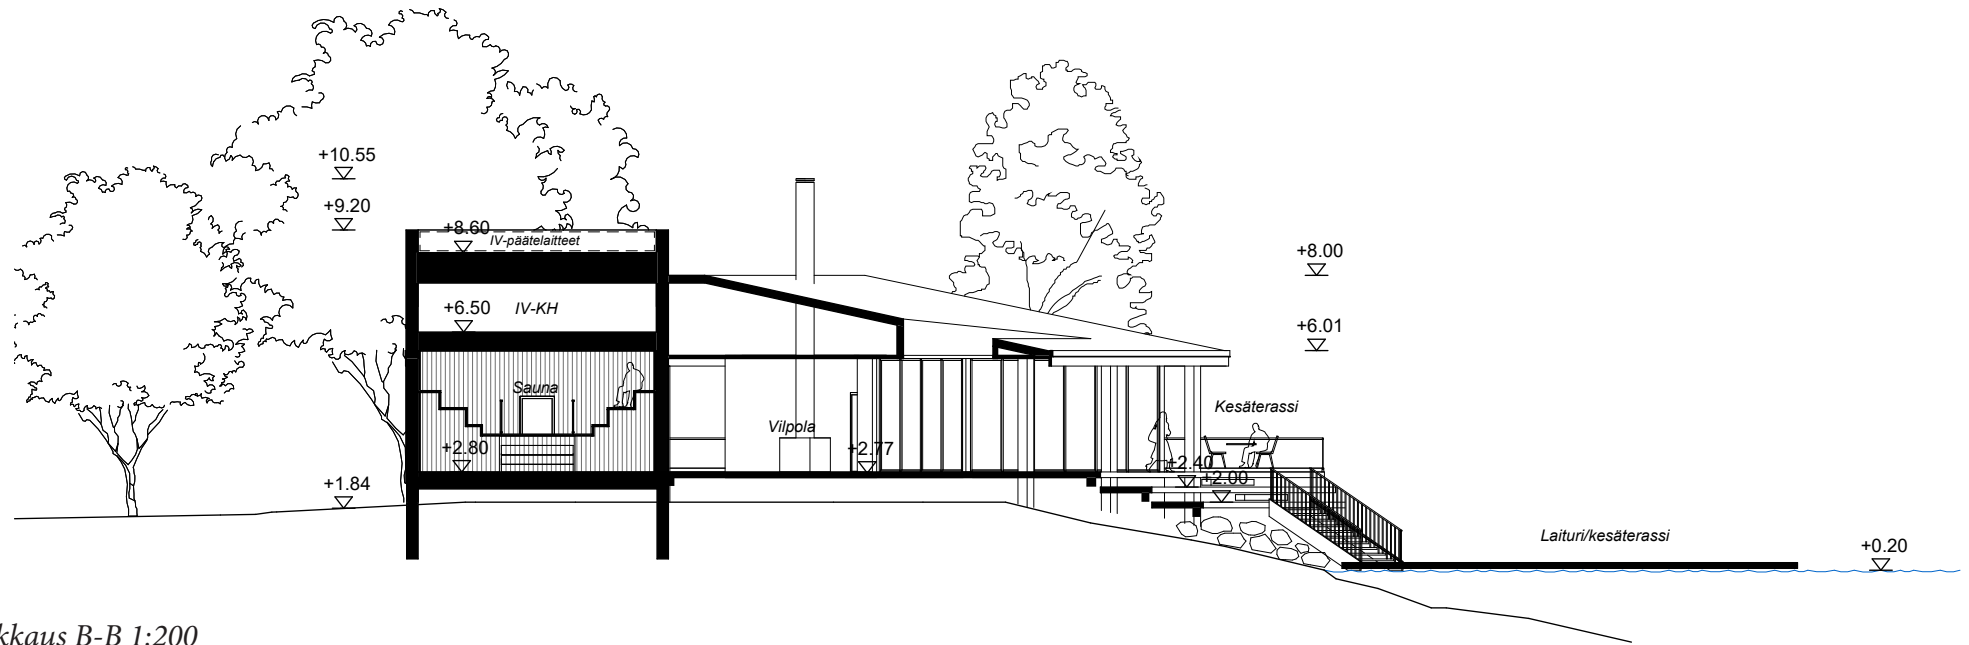 +10.55
+9.20
+8.60
IV-päätelaitteet
+8.00
+6.50
IV-KH
+6.01
Sauna
Kesäterassi
Vilpola
+2.80
+2.77
+2.40
+2.00
+1.84
Laituri/kesäterassi
+0.20
kkaus B-B 1:200